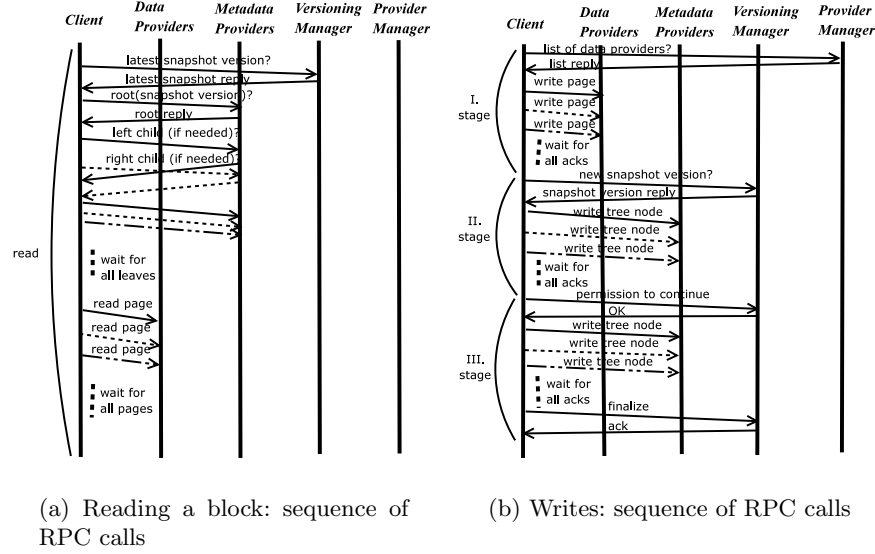 Client
Data
Providers
Metadata
Providers
Versioning
Manager
Provider
Manager
latest snapshot version?
latest snapshot reply
root(snapshot version)?
root reply
left child (if needed)?
right child (if needed)?
read
wait for
all leaves
read page
read page
read page
wait for
all pages
(a) Reading a block: sequence of
RPC calls
Client
Data
Providers
Metadata
Providers
Versioning
Manager
Provider
Manager
list of data providers?
list reply
I.
stage
write page
write page
write page
wait for
all acks
new snapshot version?
snapshot version reply
II.
stage
write tree node
write tree node
write tree node
wait for
all acks
permission to continue
OK
III.
stage
write tree node
write tree node
write tree node
wait for
all acks
finalize
ack
(b) Writes: sequence of RPC calls